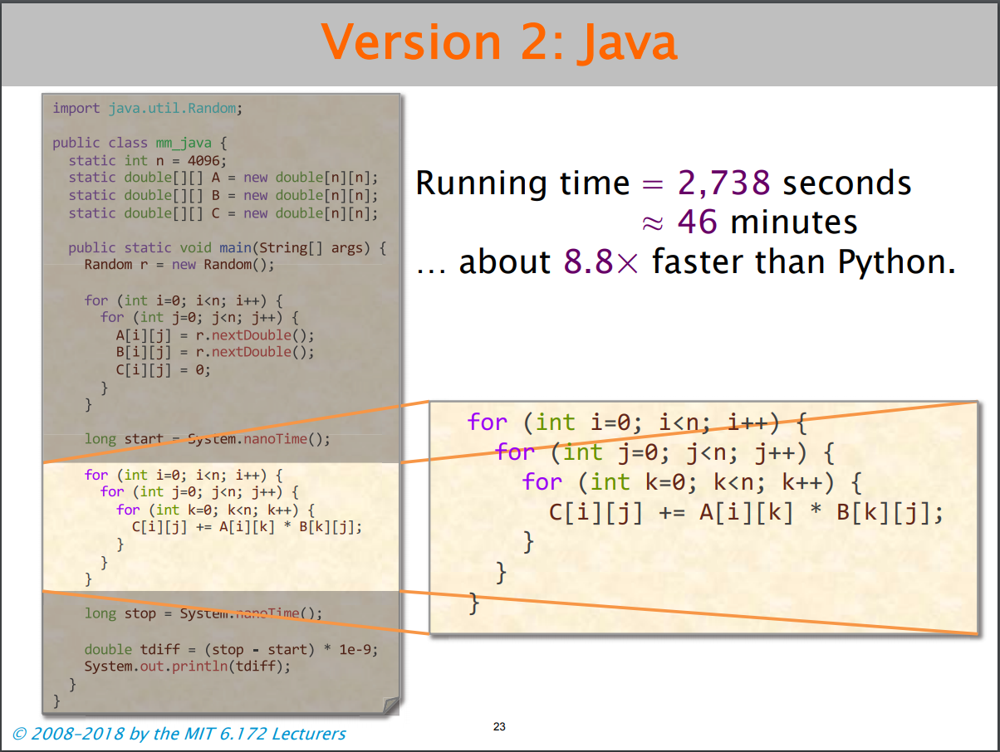 Version 2: Java
import java.util.Random;
public class mm_java {
static int n = 4096;
static double[][] A = new double[n][n];
static double[][] B = new double[n][n];
static double[][] C = new double[n][n];
public static void main(String[] args) {
Random r = new Random();
for (int i=0; i<n; i++) {
for (int j=0; j<n; j++) {
A[i][j] = r.nextDouble();
B[i][j] = r.nextDouble();
C[i][j] = 0;
}
}
long start = System.nanoTime();
for (int i=0; i<n; i++) {
for (int j=0; j<n; j++) {
for (int k=0; k<n; k++) {
C[i][j] += A[i][k] * B[k][j];
}
}
}
long stop = System.nanoTime();
double tdiff = (stop - start) * 1e-9;
System.out.println(tdiff);
}
}
Running time = 2,738 seconds
≈ 46 minutes
… about 8.8× faster than Python.
for (int i=0; i<n; i++) {
for (int j=0; j<n; j++) {
for (int k=0; k<n; k++) {
C[i][j] += A[i][k] * B[k][j];
}
}
}
© 2008–2018 by the MIT 6.172 Lecturers
23